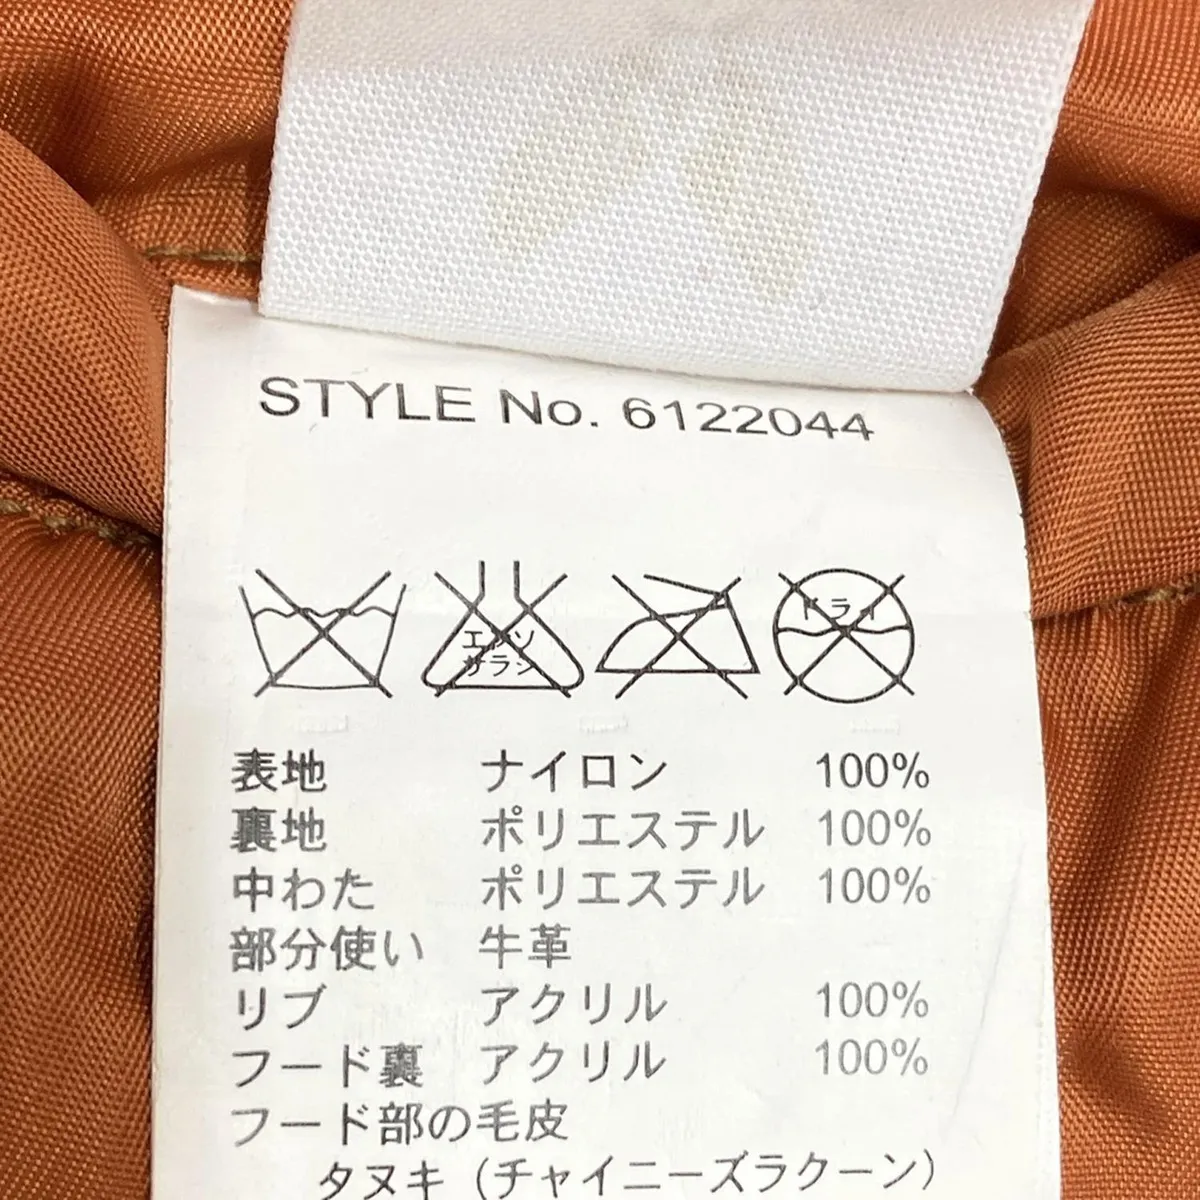 STYLE No. 6122044
エンソ
サラシ
ドライ
表地 ナイロン 100%
裏地 ポリエステル 100%
中わた ポリエステル 100%
部分使い 牛革
リブ アクリル 100%
フード裏 アクリル 100%
フード部の毛皮
タヌキ(チャイニーズラクーン)